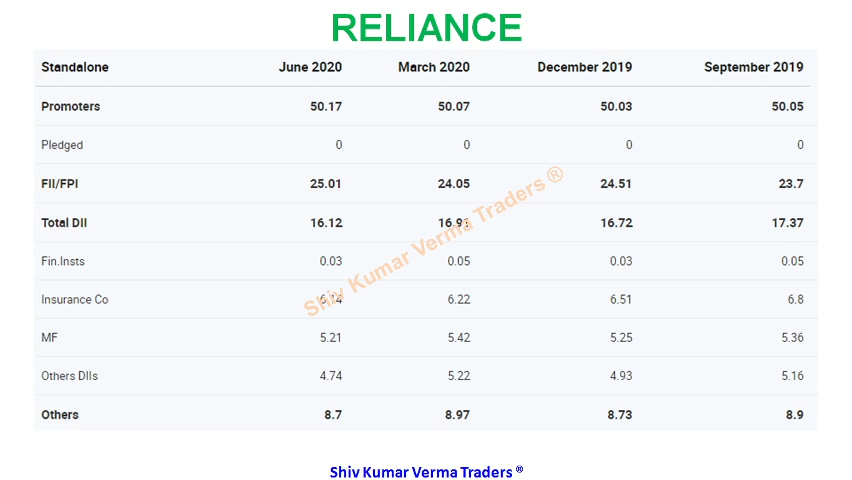 RELIANCE
Standalone June 2020 March 2020 December 2019 September 2019
Promoters 50.17 50.07 50.03 50.05
Pledged 0 0 0 0
FII/FPI 25.01 24.05 24.51 23.7
Total DII 16.12 16.91 16.72 17.37
Fin.Insts 0.03 0.05 0.03 0.05
Insurance Co 6.14 6.22 6.51 6.8
MF 5.21 5.42 5.25 5.36
Others DIIs 4.74 5.22 4.93 5.16
Others 8.7 8.97 8.73 8.9
Shiv Kumar Verma Traders ®
Shiv Kumar Verma Traders ®